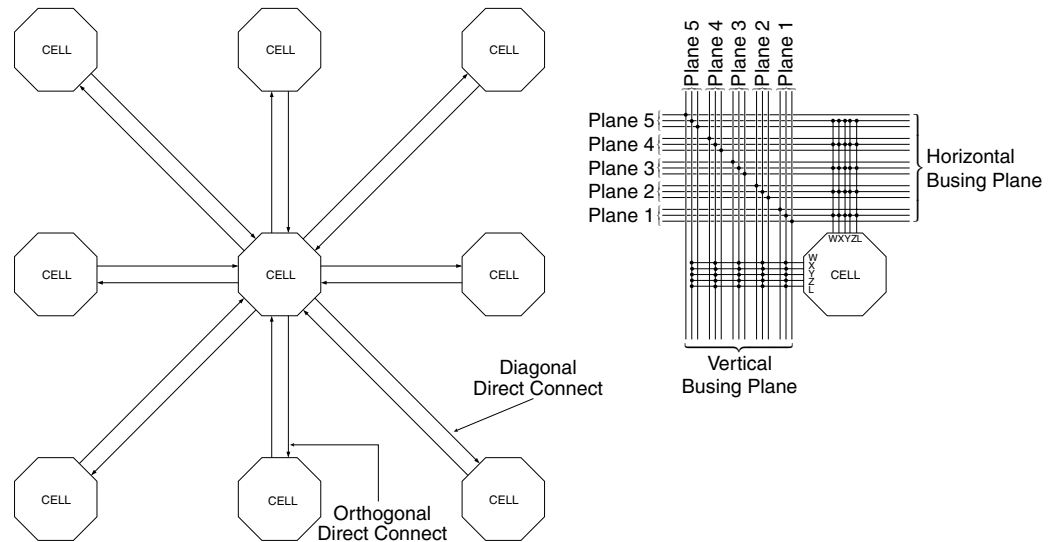 CELL
CELL
CELL
CELL
CELL
CELL
CELL
CELL
CELL
Diagonal
Direct Connect
Orthogonal
Direct Connect
Plane 5
Plane 4
Plane 3
Plane 2
Plane 1
Plane 5
Plane 4
Plane 3
Plane 2
Plane 1
Horizontal
Busing Plane
WXYZL
W
X
Y
Z
L
CELL
Vertical
Busing Plane